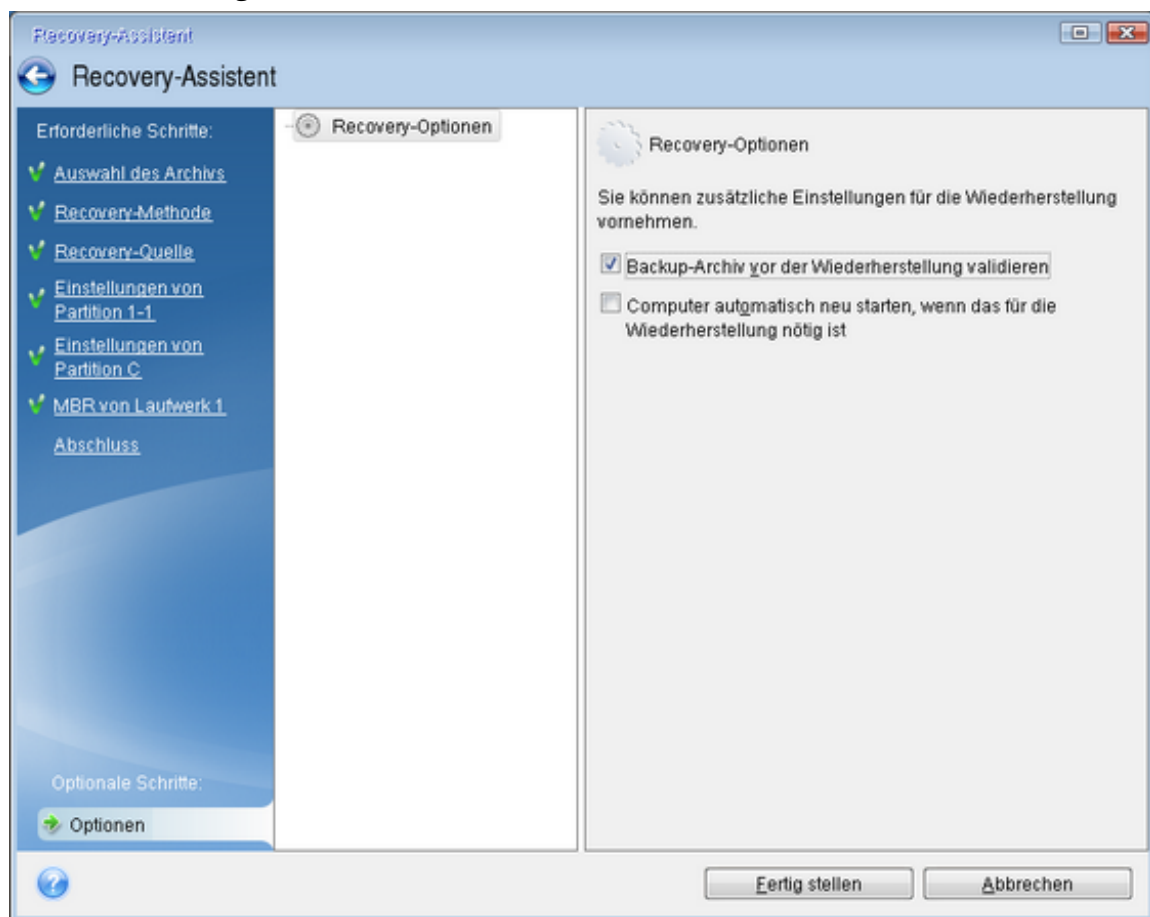 Recovery-Assistent
Recovery-Assistent
Erforderliche Schritte:
Auswahl des Archivs
Recovery-Methode
Recovery-Quelle
Einstellungen von
Partition 1-1
Einstellungen von
Partition C
MBR von Laufwerk 1
Abschluss
Optionale Schritte:
Optionen
Recovery-Optionen
Recovery-Optionen
Sie können zusätzliche Einstellungen für die Wiederherstellung
vornehmen.
Backup-Archiv vor der Wiederherstellung validieren
Computer automatisch neu starten, wenn das für die
Wiederherstellung nötig ist
Fertig stellen
Abbrechen